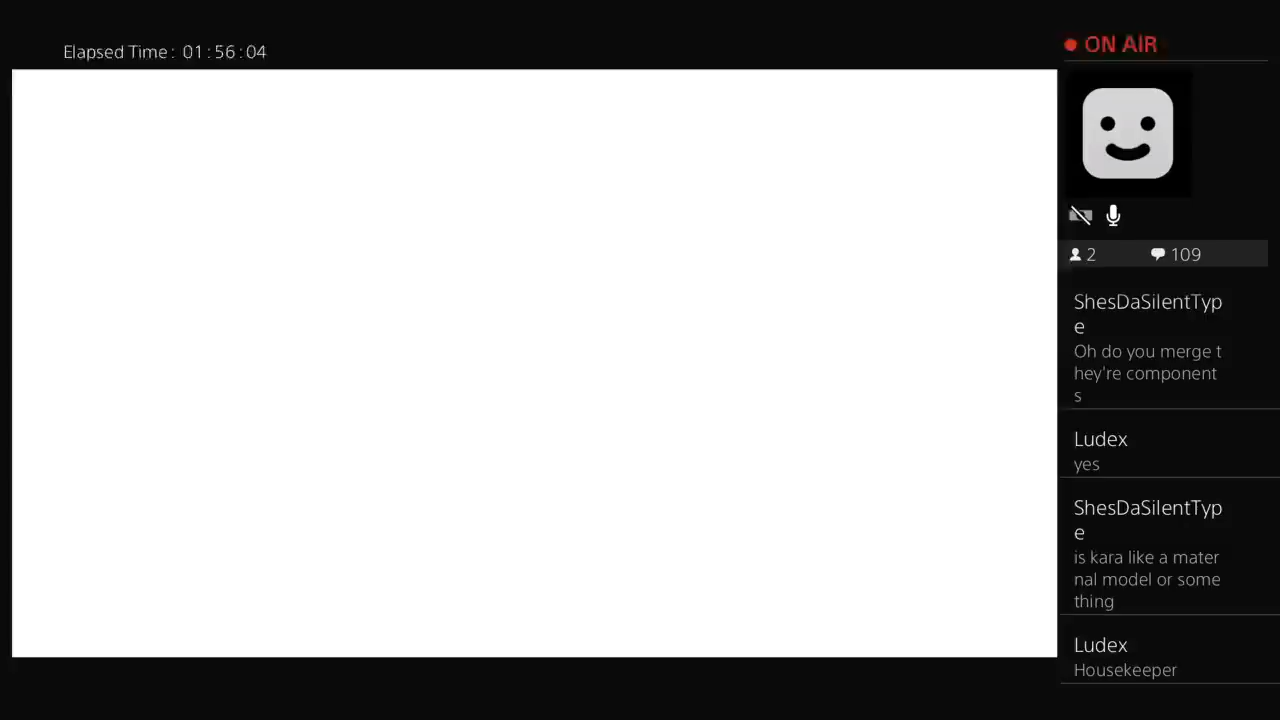 Elapsed Time: 01:56:04
ON AIR
2 109
ShesDaSilentTyp
e
Oh do you merge t
hey're component
s
Ludex
yes
ShesDaSilentTyp
e
is kara like a mater
nal model or some
thing
Ludex
Housekeeper